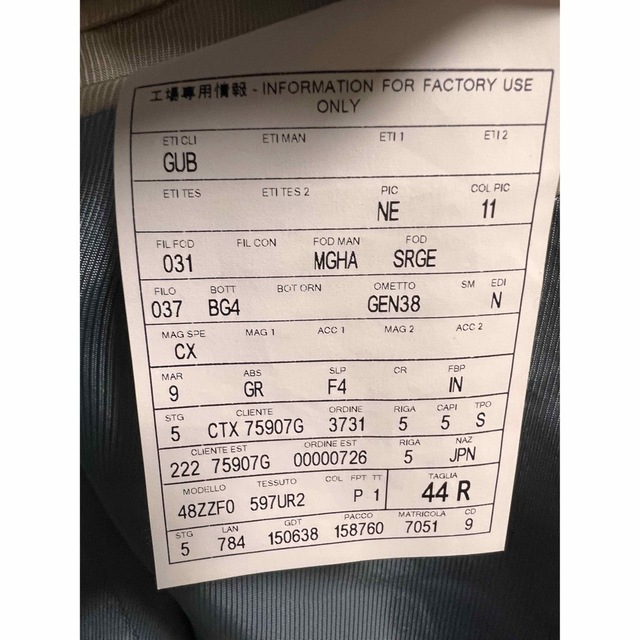 工場専用情報 - INFORMATION FOR FACTORY USE
ONLY
ETI CLI ETI MAN ETI 1 ETI 2
GUB
ETI TES ETI TES 2 PIC COL PIC
NE 11
FIL FOD FIL CON FOD MAN FOD
031 MGHA SRGE
FILO BOTT BOT ORN OMETTO SM EDI
037 BG4 GEN38 N
MAG SPE MAG 1 ACC 1 MAG 2 ACC 2
CX
MAR ABS SLP CR FBP
9 GR F4 IN
STG CLIENTE ORDINE RIGA CAPI TPO
5 CTX 75907G 3731 5 5 S
CLIENTE EST ORDINE EST RIGA NAZ
222 75907G 00000726 5 JPN
MODELLO TESSUTO COL FPT TT TAGLIA
48ZZF0 597UR2 P 1 44 R
STG LAN GDT PACCO MATRICOLA CD
5 784 150638 158760 7051 9